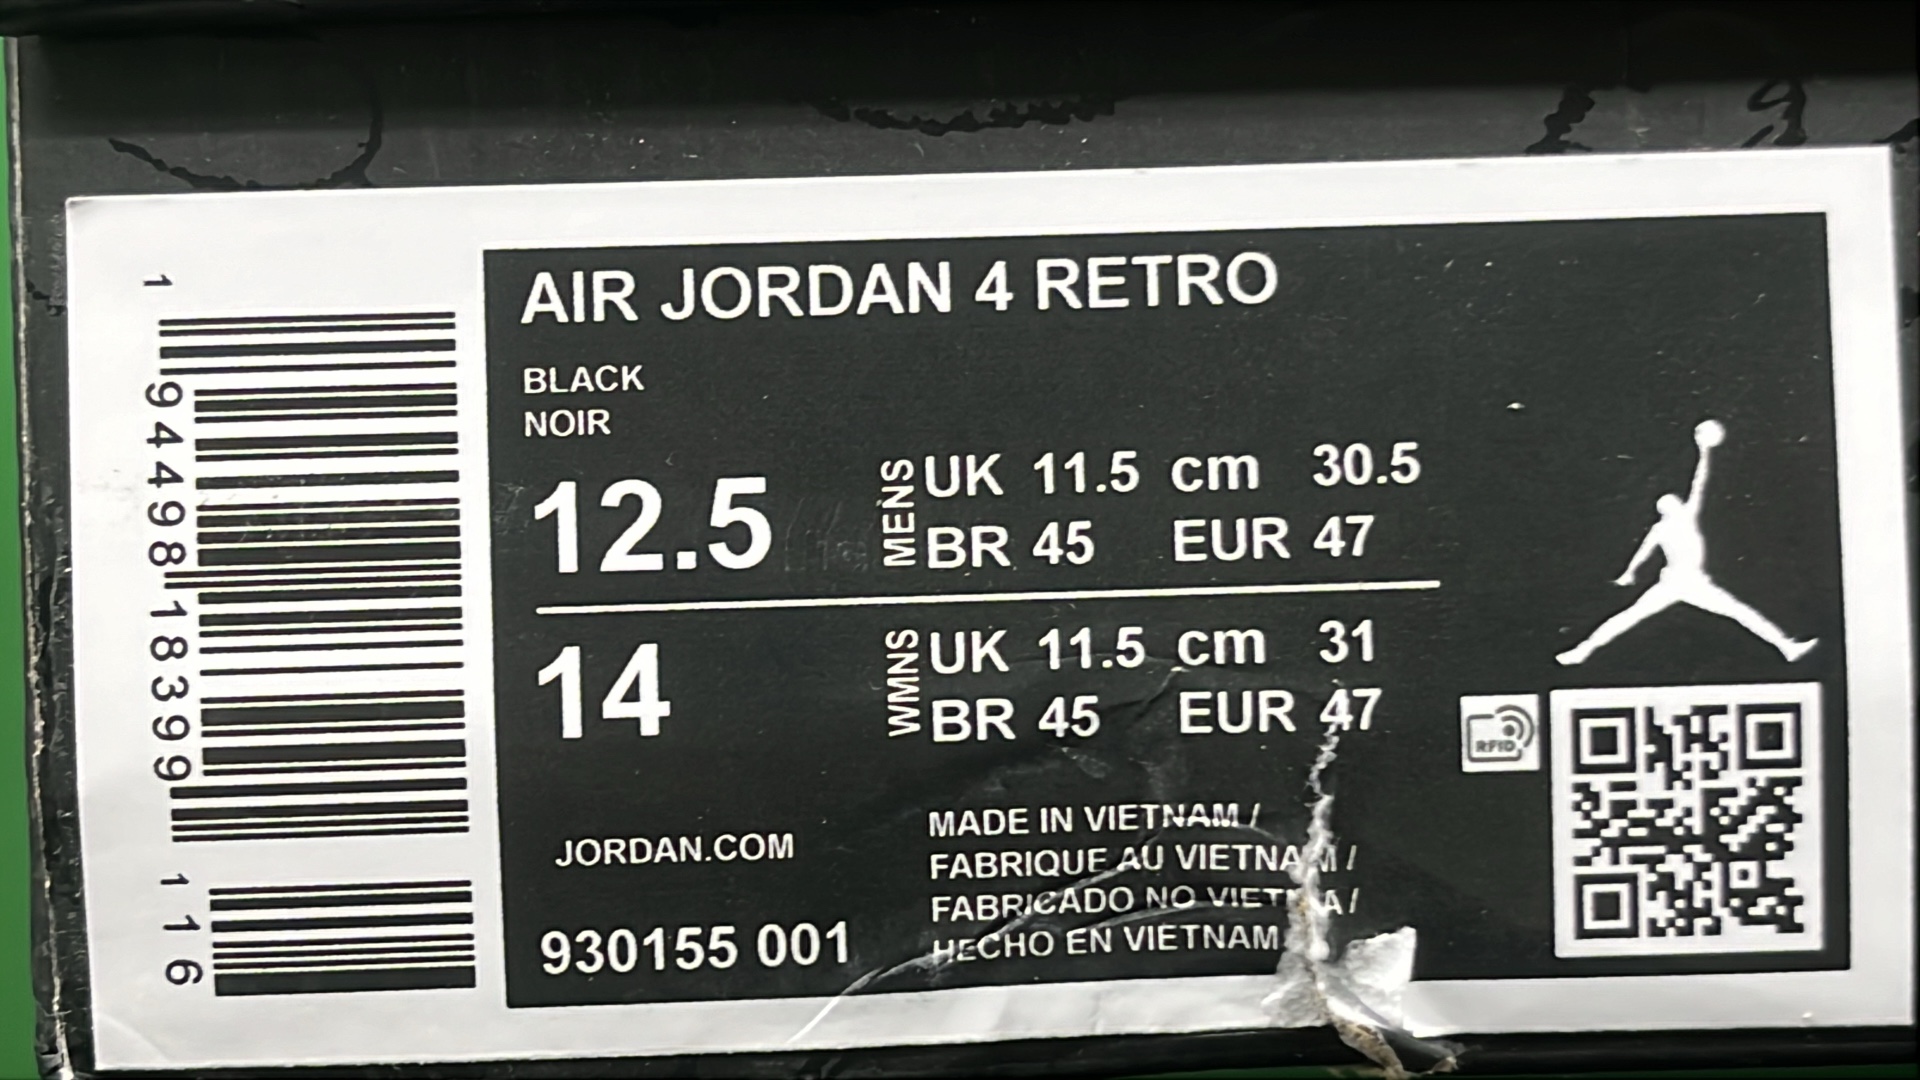 AIR JORDAN 4 RETRO
BLACK
NOIR
12.5 MENS UK 11.5 cm 30.5
BR 45 EUR 47
14 WMNS UK 11.5 cm 31
BR 45 EUR 47
JORDAN.COM
930155 001
MADE IN VIETNAM /
FABRIQUE AU VIETNAM /
FABRICADO NO /
HECHO EN VIETNAM
RFID
1 94498 18399 1 16